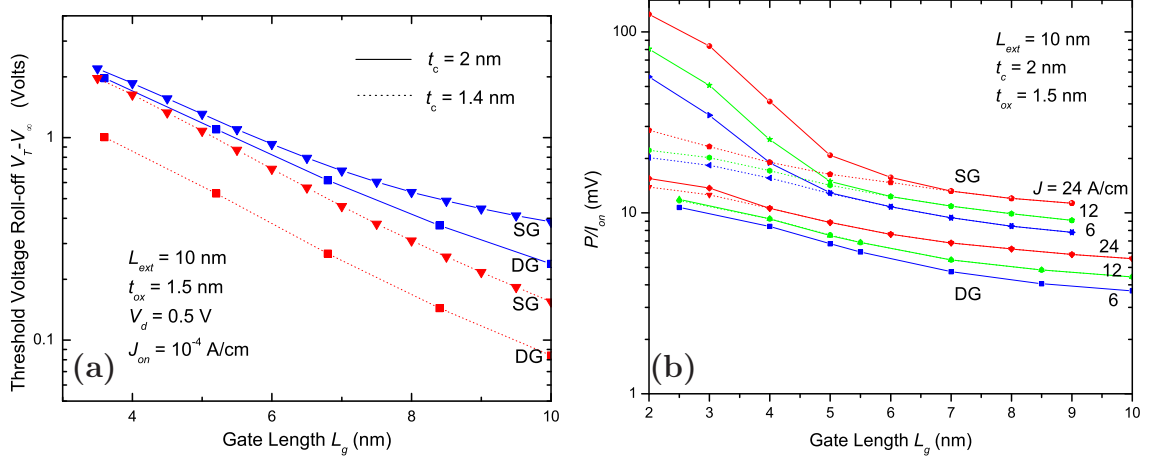 Threshold Voltage Roll-off V_T-V_∞ (Volts)
1
0.1
t_c = 2 nm
t_c = 1.4 nm
SG
DG
SG
DG
L_ext = 10 nm
t_ox = 1.5 nm
V_d = 0.5 V
J_on = 10^-4 A/cm
(a)
4 6 8 10
Gate Length L_g (nm)
P/I_on (mV)
100
10
1
L_ext = 10 nm
t_c = 2 nm
t_ox = 1.5 nm
SG
J = 24 A/cm
12
6
24
12
6
DG
(b)
2 3 4 5 6 7 8 9 10
Gate Length L_g (nm)